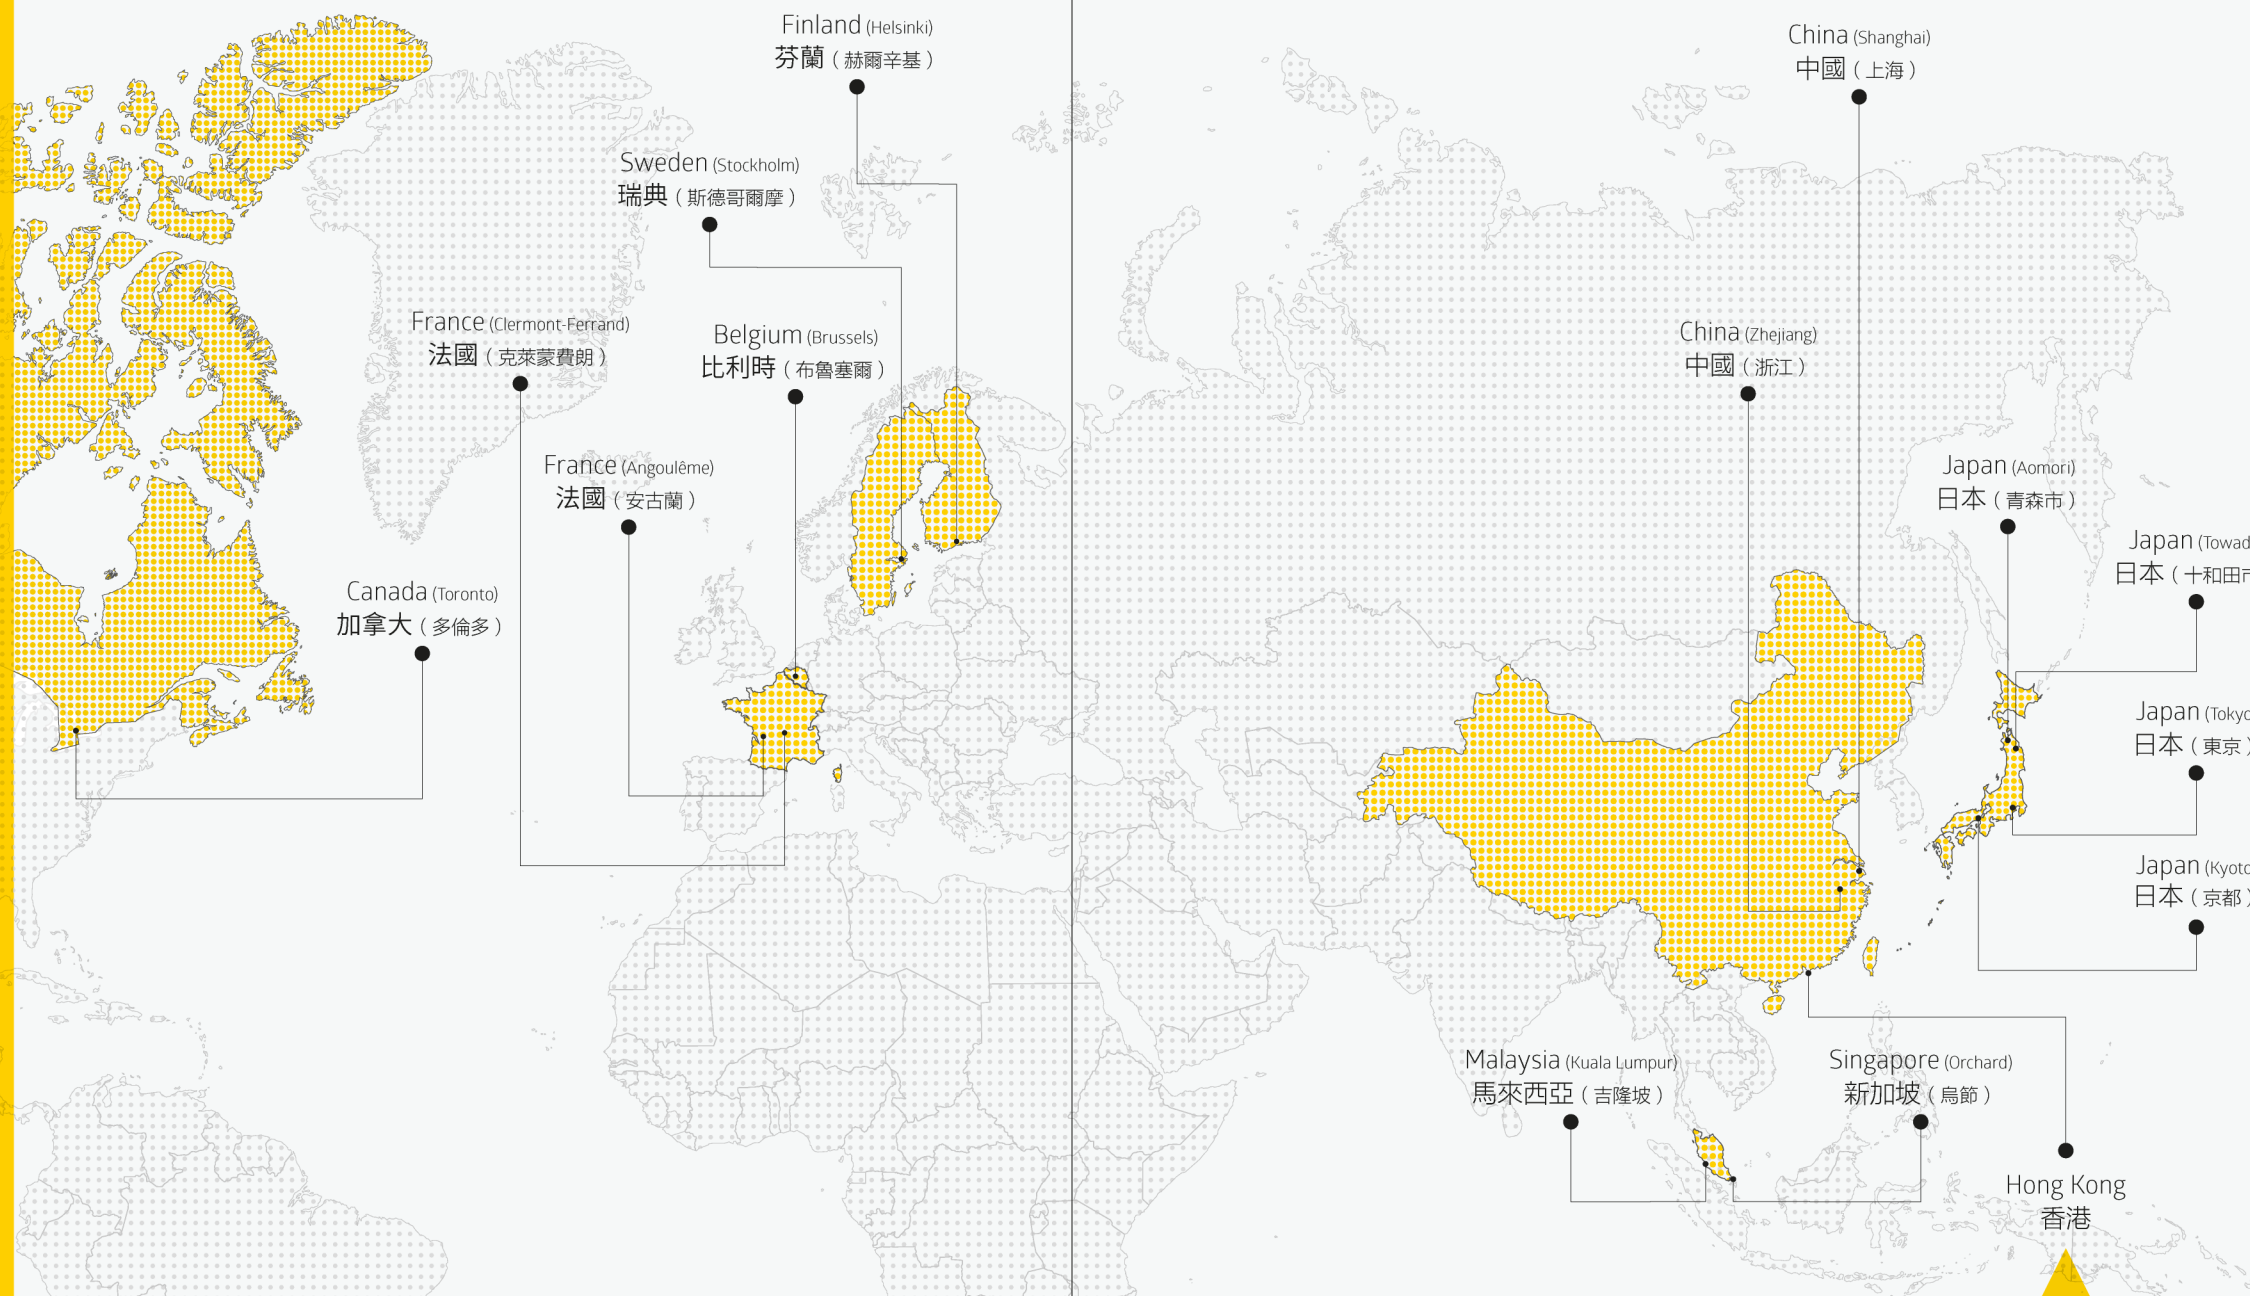 Finland (Helsinki)
芬蘭（赫爾辛基）
Sweden (Stockholm)
瑞典（斯德哥爾摩）
France (Clermont-Ferrand)
法國（克萊蒙費朗）
Belgium (Brussels)
比利時（布魯塞爾）
France (Angoulême)
法國（安古蘭）
Canada (Toronto)
加拿大（多倫多）
China (Shanghai)
中國（上海）
China (Zhejiang)
中國（浙江）
Japan (Aomori)
日本（青森市）
Japan (Towad
日本（十和田市
Japan (Tokyo
日本（東京）
Japan (Kyoto
日本（京都）
Malaysia (Kuala Lumpur)
馬來西亞（吉隆坡）
Singapore (Orchard)
新加坡（烏節）
Hong Kong
香港